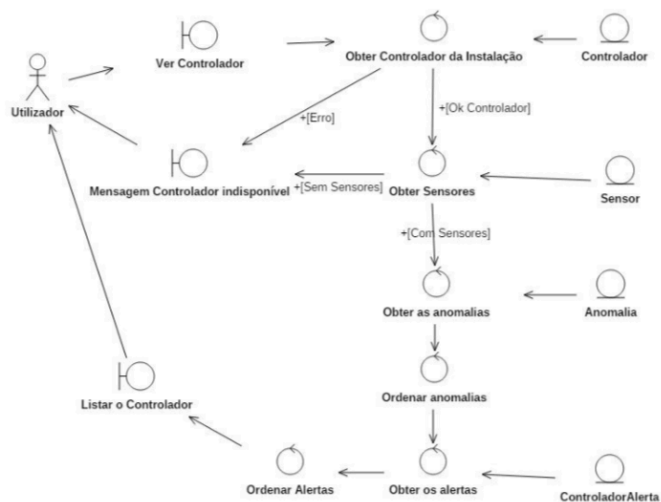 Ver Controlador
Obter Controlador da Instalação
Controlador
Utilizador
+[Erro]
+[Ok Controlador]
Mensagem Controlador indisponível
+[Sem Sensores]
Obter Sensores
Sensor
+[Com Sensores]
Obter as anomalias
Anomalia
Listar o Controlador
Ordenar anomalias
Ordenar Alertas
Obter os alertas
ControladorAlerta